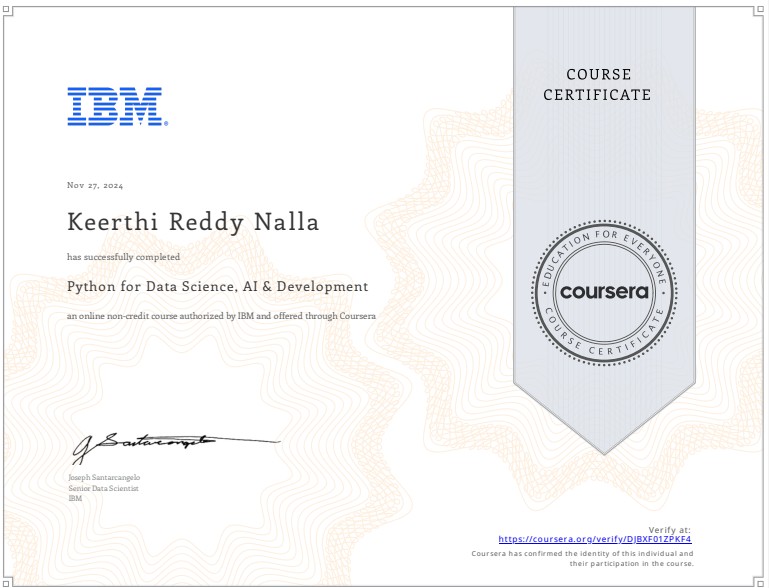 COURSE
CERTIFICATE
IBM®
Nov 27, 2024
Keerthi Reddy Nalla
has successfully completed
Python for Data Science, AI & Development
an online non-credit course authorized by IBM and offered through Coursera
EDUCATION FOR EVERYONE
coursera
COURSE CERTIFICATE
J Santarcangelo
Joseph Santarcangelo
Senior Data Scientist
IBM
Verify at:
https://coursera.org/verify/DJBXF01ZPKF4
Coursera has confirmed the identity of this individual and
their participation in the course.